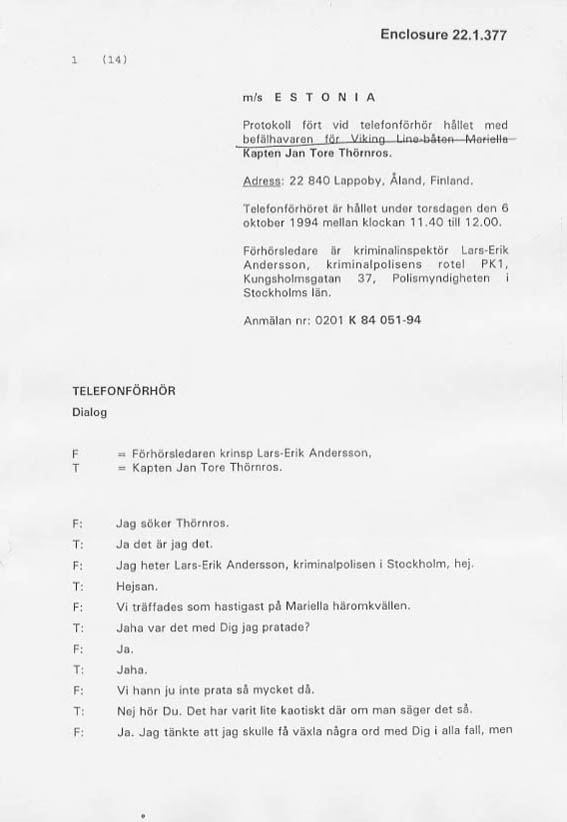 Enclosure 22.1.377
1 (14)
m/s E S T O N I A
Protokoll fört vid telefonförhör hållet med
befälhavaren för Viking Line-båten Mariella
Kapten Jan Tore Thörnros.
Adress: 22 840 Lappoby, Åland, Finland.
Telefonförhöret är hållet under torsdagen den 6
oktober 1994 mellan klockan 11.40 till 12.00.
Förhörsledare är kriminalinspektör Lars-Erik
Andersson, kriminalpolisens rotel PK1,
Kungsholmsgatan 37, Polismyndigheten i
Stockholms län.
Anmälan nr: 0201 K 84 051-94
TELEFONFÖRHÖR
Dialog
F = Förhörsledaren krinsp Lars-Erik Andersson,
T = Kapten Jan Tore Thörnros.
F: Jag söker Thörnros.
T: Ja det är jag det.
F: Jag heter Lars-Erik Andersson, kriminalpolisen i Stockholm, hej.
T: Hejsan.
F: Vi träffades som hastigast på Mariella häromkvällen.
T: Jaha var det med Dig jag pratade?
F: Ja.
T: Jaha.
F: Vi hann ju inte prata så mycket då.
T: Nej hör Du. Det har varit lite kaotiskt där om man säger det så.
F: Ja. Jag tänkte att jag skulle få växla några ord med Dig i alla fall, men